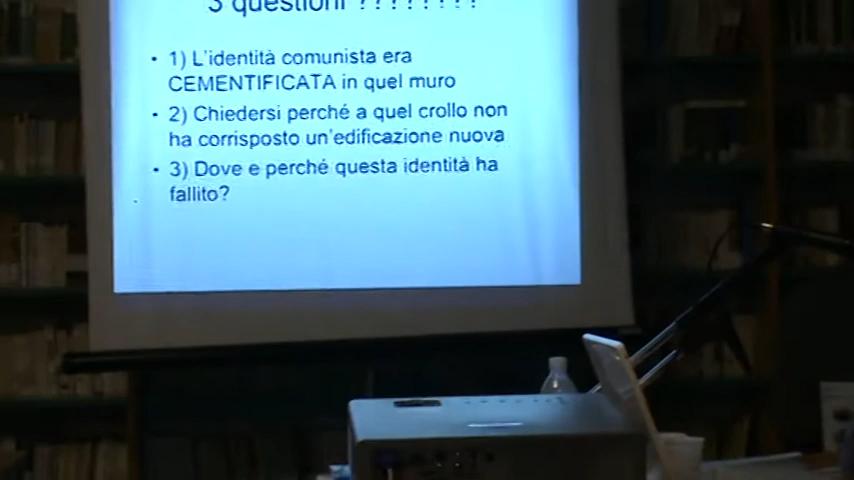 3 questioni ????????
• 1) L'identità comunista era
CEMENTIFICATA in quel muro
• 2) Chiedersi perché a quel crollo non
ha corrisposto un'edificazione nuova
• 3) Dove e perché questa identità ha
fallito?